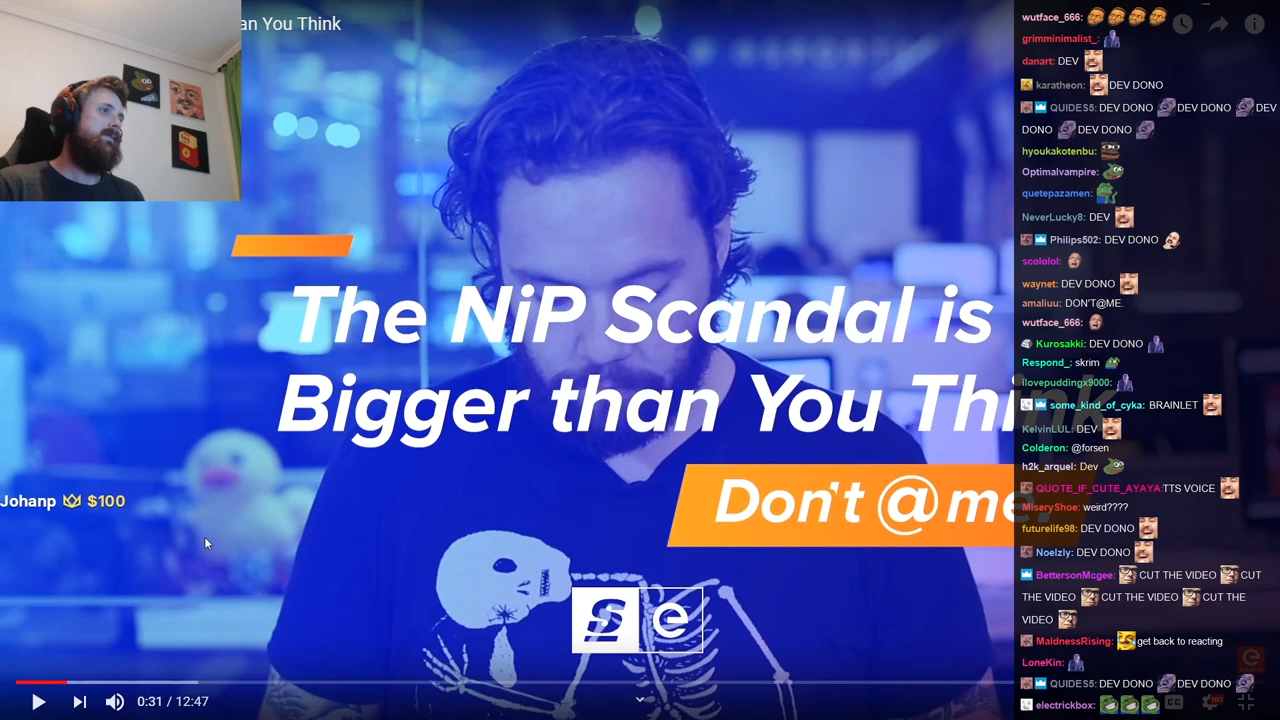 an You Think
The NiP Scandal is
Bigger than You Think
Don't @me.
Johanp $100
e
0:31 / 12:47
wutface_666:
grimminimalist_:
danart: DEV
karatheon: DEV DONO
QUIDES5: DEV DONO DEV DONO DEV
DONO DEV DONO
hyoukakotenbu:
Optimalvampire:
quetepazamen:
NeverLucky8: DEV
Philips502: DEV DONO
scololol:
waynet: DEV DONO
amaliuu: DON'T@ME.
wutface_666:
Kurosakki: DEV DONO
Respond_: skrim
ilovepuddingx9000:
some_kind_of_cyka: BRAINLET
KelvinLUL: DEV
Colderon: @forsen
h2k_arquel: Dev
QUOTE_IF_CUTE_AYAYA:TTS VOICE
MiseryShoe: weird????
futurelife98: DEV DONO
Noelzly: DEV DONO
BettersonMcgee: CUT THE VIDEO CUT
THE VIDEO CUT THE VIDEO CUT THE
VIDEO
MaldnessRising: get back to reacting
LoneKin:
QUIDES5: DEV DONO DEV DONO
electrickbox:
CC
HD